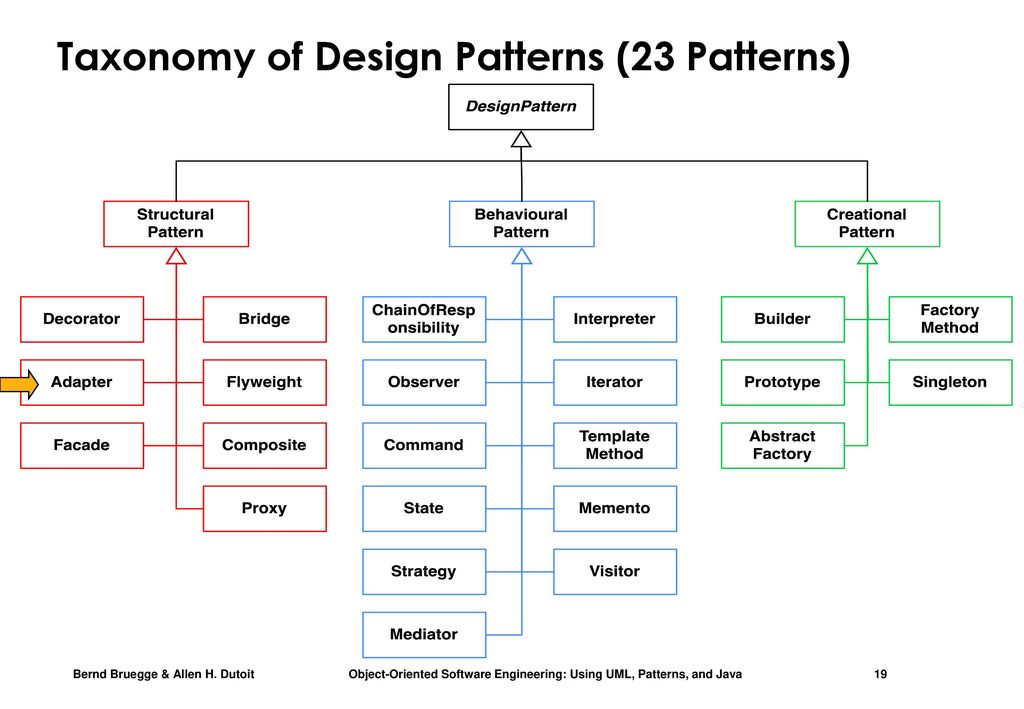 Taxonomy of Design Patterns (23 Patterns)
DesignPattern
Structural
Pattern
Behavioural
Pattern
Creational
Pattern
Decorator
Bridge
ChainOfResp
onsibility
Interpreter
Builder
Factory
Method
Adapter
Flyweight
Observer
Iterator
Prototype
Singleton
Facade
Composite
Command
Template
Method
Abstract
Factory
Proxy
State
Memento
Strategy
Visitor
Mediator
Bernd Bruegge & Allen H. Dutoit
Object-Oriented Software Engineering: Using UML, Patterns, and Java
19